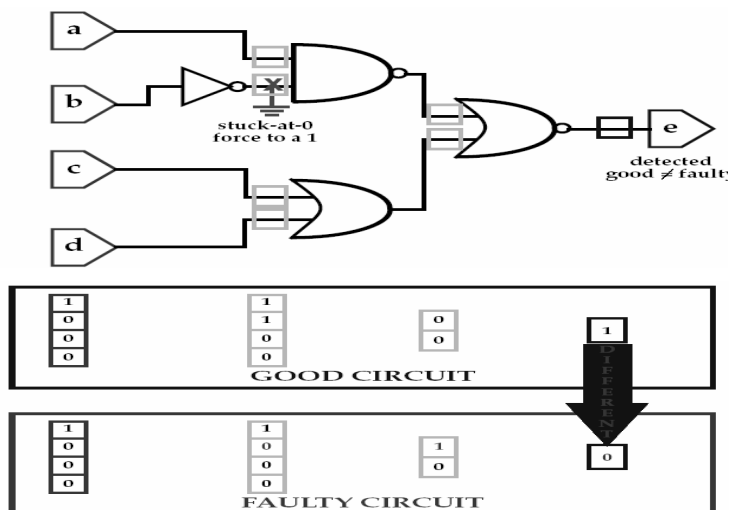 a
b
stuck-at-0
force to a 1
c
d
e
detected
good ≠ faulty
1 1
0 1 0 1
0 0 0
0 0
DIFFERENT
GOOD CIRCUIT
1 1
0 0 1
0 0 0 0
0 0
FAULTY CIRCUIT